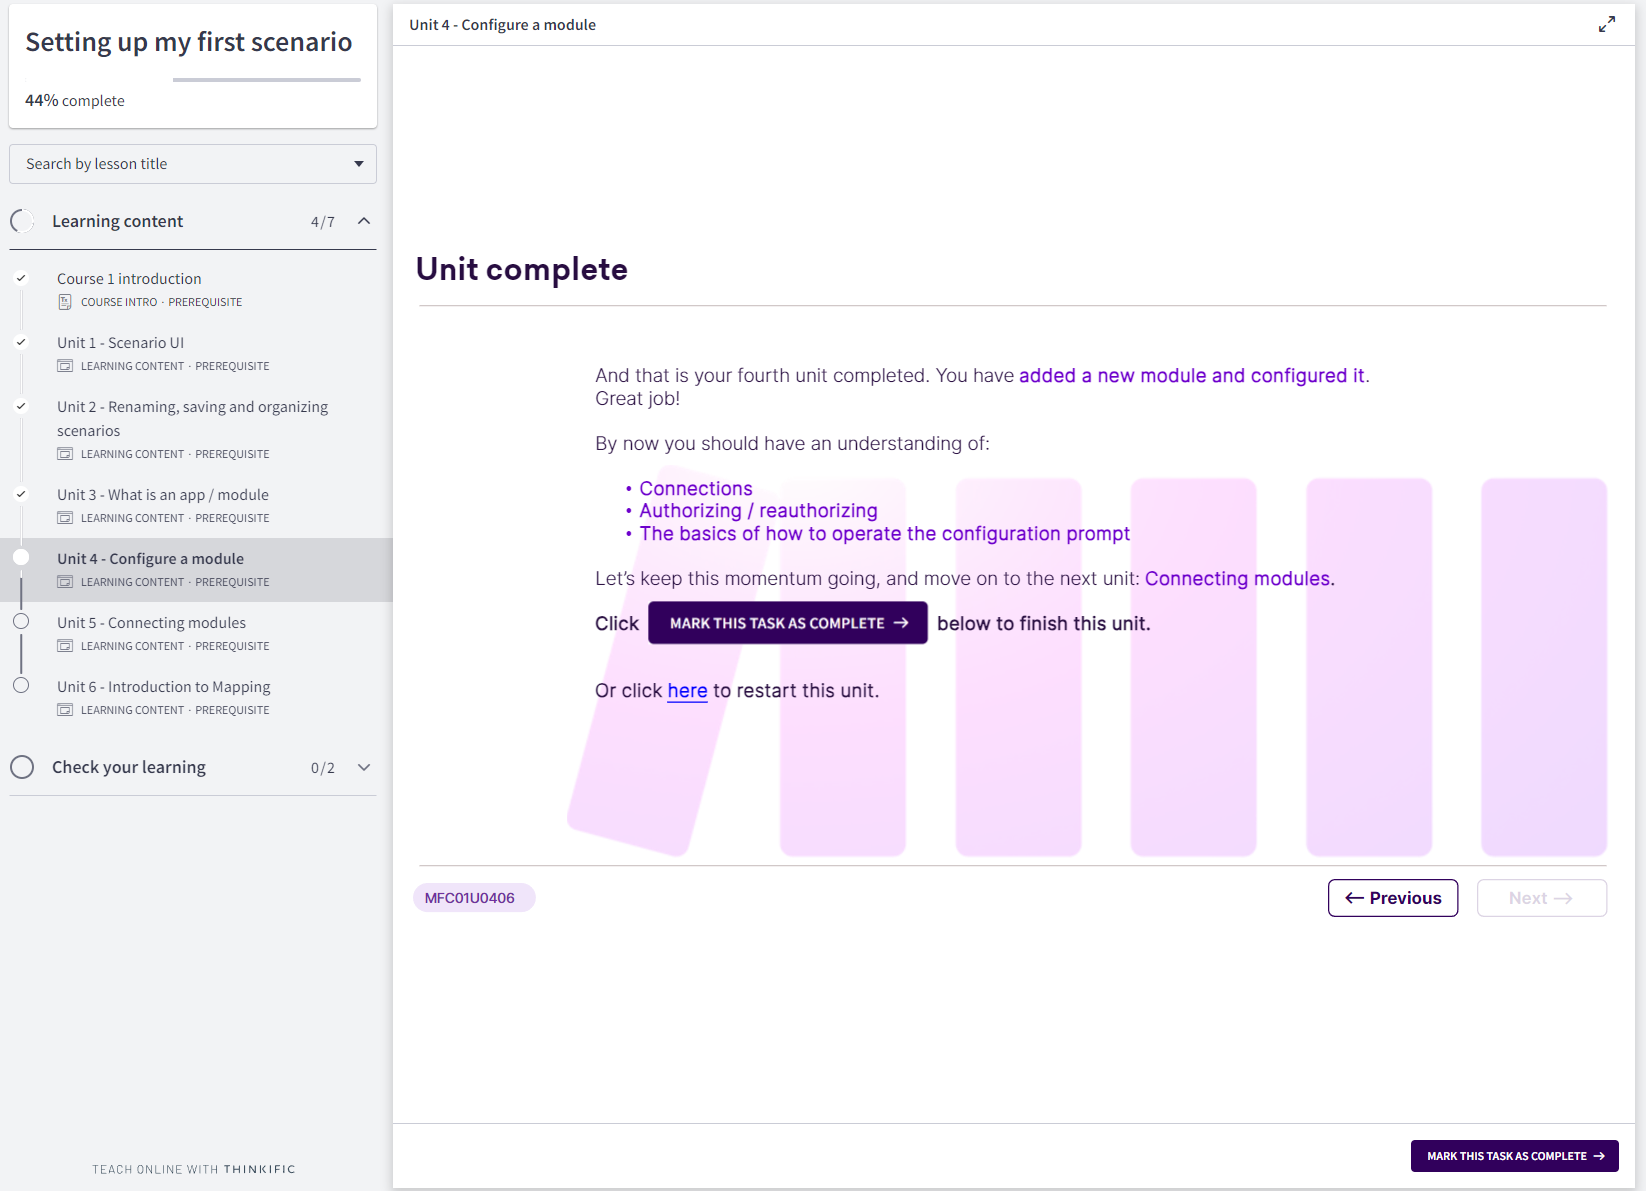 Setting up my first scenario
44% complete
Search by lesson title
Learning content 4/7
Course 1 introduction
COURSE INTRO · PREREQUISITE
Unit 1 - Scenario UI
LEARNING CONTENT · PREREQUISITE
Unit 2 - Renaming, saving and organizing
scenarios
LEARNING CONTENT · PREREQUISITE
Unit 3 - What is an app / module
LEARNING CONTENT · PREREQUISITE
Unit 4 - Configure a module
LEARNING CONTENT · PREREQUISITE
Unit 5 - Connecting modules
LEARNING CONTENT · PREREQUISITE
Unit 6 - Introduction to Mapping
LEARNING CONTENT · PREREQUISITE
Check your learning 0/2
TEACH ONLINE WITH THINKIFIC
Unit 4 - Configure a module
Unit complete
And that is your fourth unit completed. You have added a new module and configured it.
Great job!
By now you should have an understanding of:
• Connections
• Authorizing / reauthorizing
• The basics of how to operate the configuration prompt
Let’s keep this momentum going, and move on to the next unit: Connecting modules.
Click MARK THIS TASK AS COMPLETE → below to finish this unit.
Or click here to restart this unit.
MFC01U0406
← Previous
Next →
MARK THIS TASK AS COMPLETE →